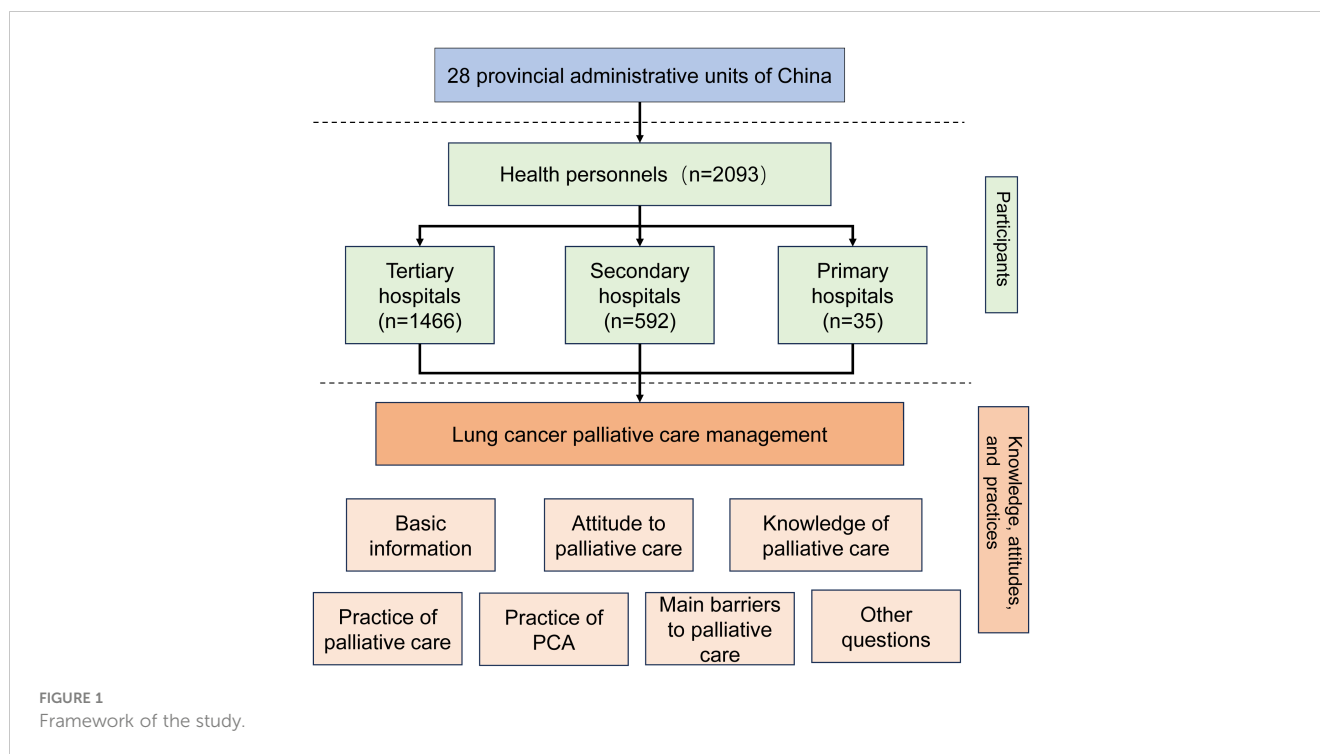 28 provincial administrative units of China
Health personnels（n=2093）
Participants
Tertiary
hospitals
(n=1466)
Secondary
hospitals
(n=592)
Primary
hospitals
(n=35)
Lung cancer palliative care management
Knowledge, attitudes,
and practices
Basic
information
Attitude to
palliative care
Knowledge of
palliative care
Practice of
palliative care
Practice of
PCA
Main barriers
to palliative
care
Other
questions
FIGURE 1
Framework of the study.